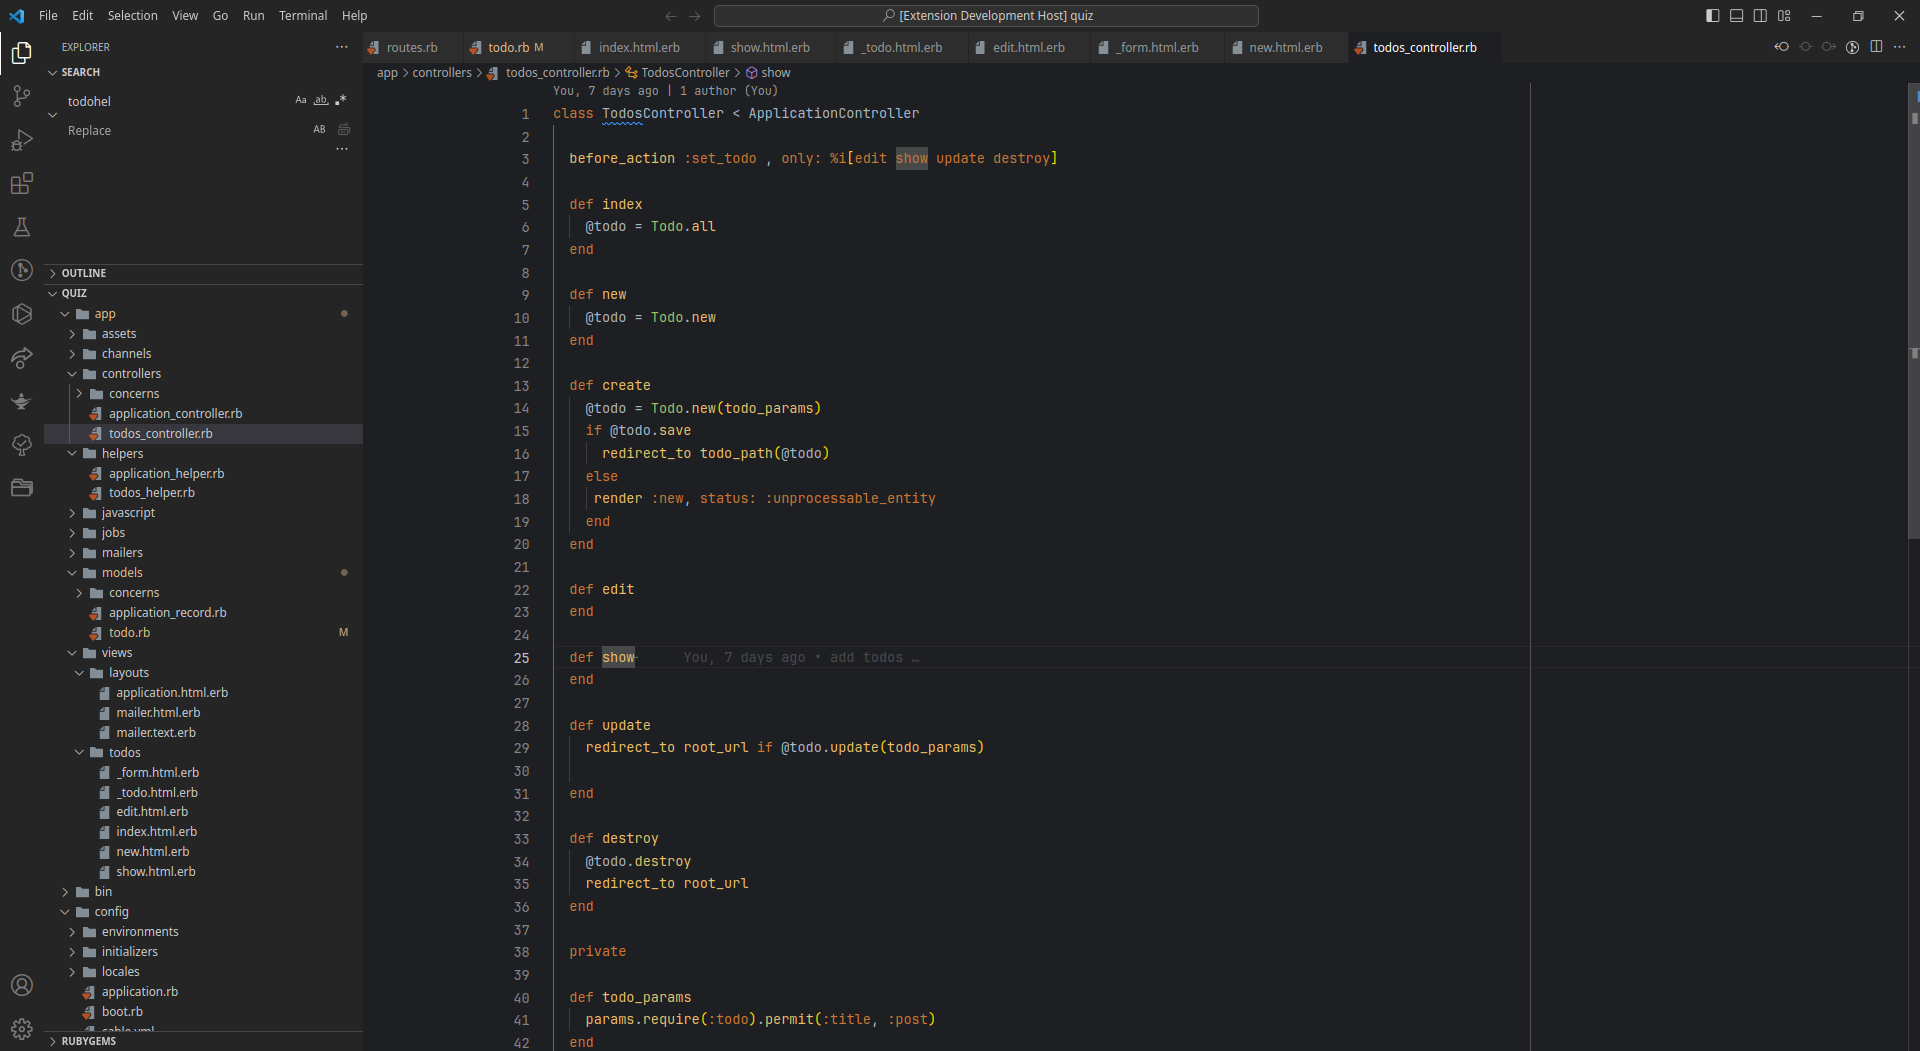 File Edit Selection View Go Run Terminal Help
[Extension Development Host] quiz
EXPLORER
SEARCH
todohel
Aa ab .*
Replace
AB
OUTLINE
QUIZ
app
assets
channels
controllers
concerns
application_controller.rb
todos_controller.rb
helpers
application_helper.rb
todos_helper.rb
javascript
jobs
mailers
models
concerns
application_record.rb
todo.rb M
views
layouts
application.html.erb
mailer.html.erb
mailer.text.erb
todos
_form.html.erb
_todo.html.erb
edit.html.erb
index.html.erb
new.html.erb
show.html.erb
bin
config
environments
initializers
locales
application.rb
boot.rb
cable.yml
RUBYGEMS
routes.rb todo.rb M index.html.erb show.html.erb _todo.html.erb edit.html.erb _form.html.erb new.html.erb todos_controller.rb
app > controllers > todos_controller.rb > TodosController > show
You, 7 days ago | 1 author (You)
1 class TodosController < ApplicationController
2
3 before_action :set_todo , only: %i[edit show update destroy]
4
5 def index
6 @todo = Todo.all
7 end
8
9 def new
10 @todo = Todo.new
11 end
12
13 def create
14 @todo = Todo.new(todo_params)
15 if @todo.save
16 redirect_to todo_path(@todo)
17 else
18 render :new, status: :unprocessable_entity
19 end
20 end
21
22 def edit
23 end
24
25 def show You, 7 days ago • add todos …
26 end
27
28 def update
29 redirect_to root_url if @todo.update(todo_params)
30
31 end
32
33 def destroy
34 @todo.destroy
35 redirect_to root_url
36 end
37
38 private
39
40 def todo_params
41 params.require(:todo).permit(:title, :post)
42 end